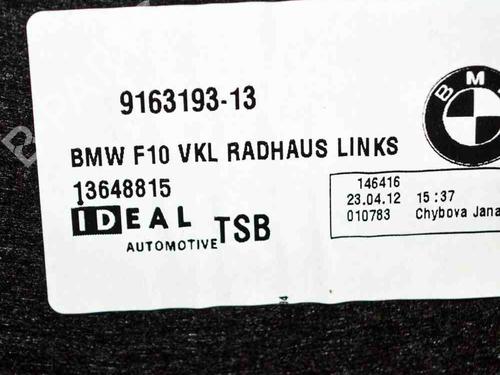 9163193-13
BMW
BMW F10 VKL RADHAUS LINKS
13648815
IDEAL
AUTOMOTIVE TSB
146416
23.04.12 15:37
010783 Chybova Jana